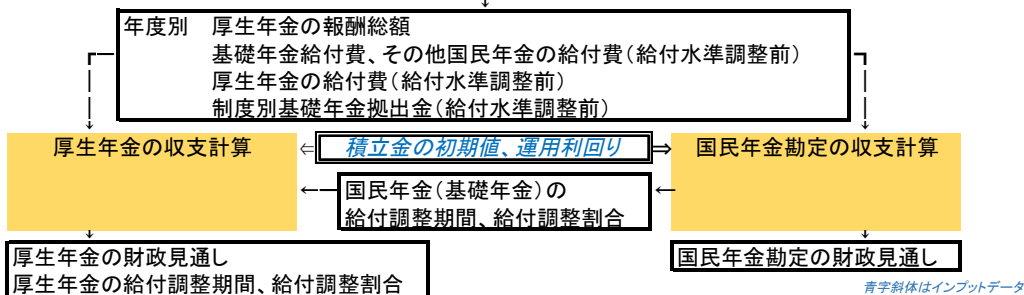 年度別 厚生年金の報酬総額
基礎年金給付費、その他国民年金の給付費(給付水準調整前)
厚生年金の給付費(給付水準調整前)
制度別基礎年金拠出金(給付水準調整前)
厚生年金の収支計算
積立金の初期値、運用利回り
国民年金勘定の収支計算
国民年金(基礎年金)の
給付調整期間、給付調整割合
厚生年金の財政見通し
厚生年金の給付調整期間、給付調整割合
国民年金勘定の財政見通し
青字斜体はインプットデータ